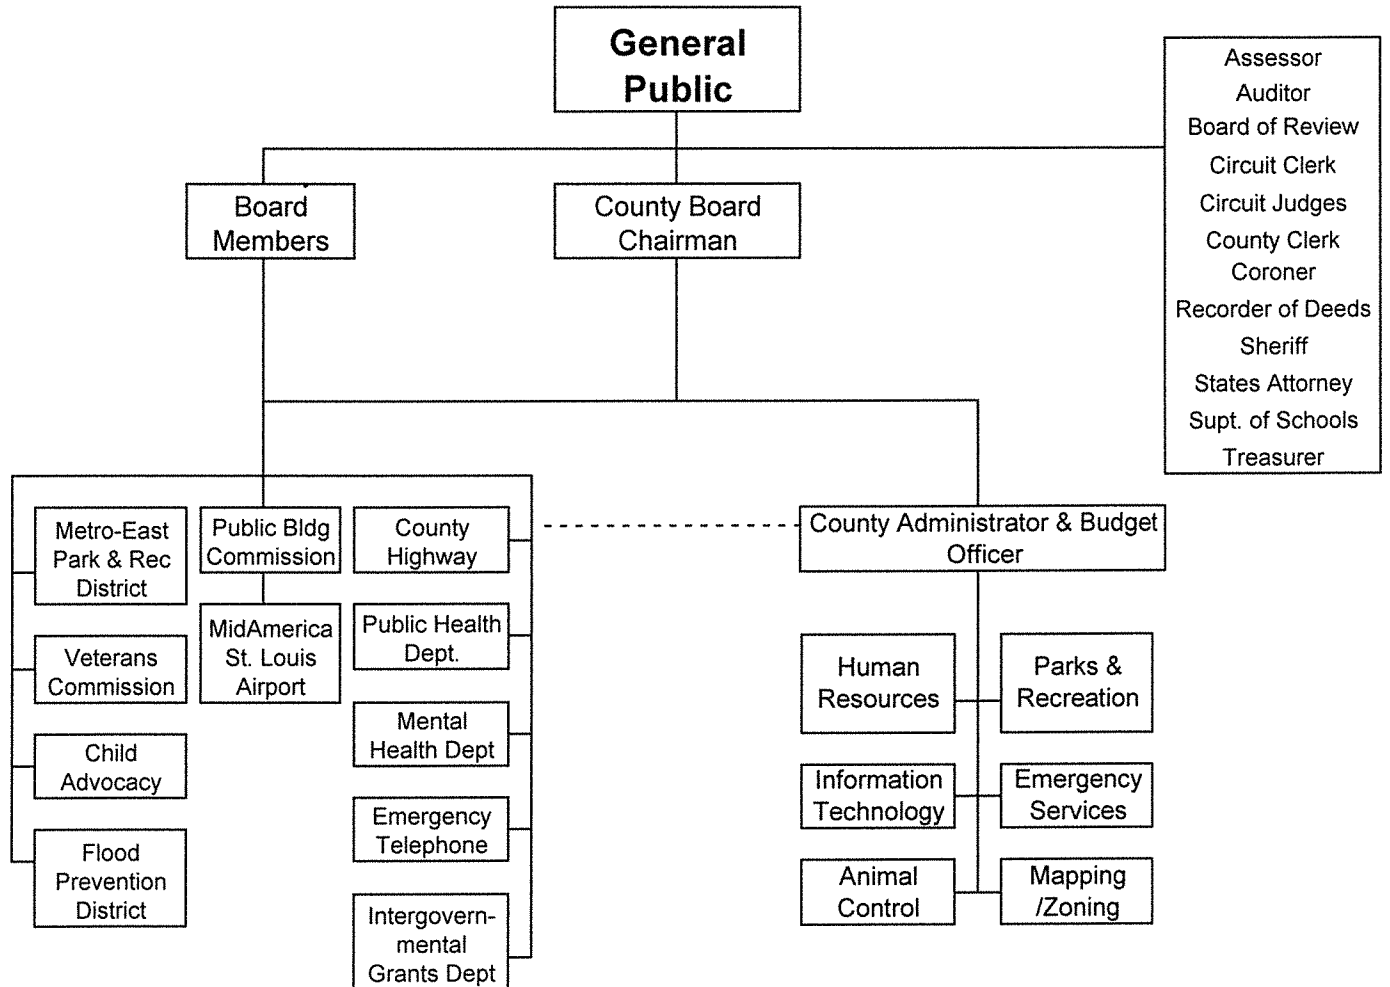 General
Public
Assessor
Auditor
Board of Review
Circuit Clerk
Circuit Judges
County Clerk
Coroner
Recorder of Deeds
Sheriff
States Attorney
Supt. of Schools
Treasurer
Board
Members
County Board
Chairman
Metro-East
Park & Rec
District
Veterans
Commission
Child
Advocacy
Flood
Prevention
District
Public Bldg
Commission
MidAmerica
St. Louis
Airport
County
Highway
Public Health
Dept.
Mental
Health Dept
Emergency
Telephone
Intergovern-
mental
Grants Dept
County Administrator & Budget
Officer
Human
Resources
Parks &
Recreation
Information
Technology
Emergency
Services
Animal
Control
Mapping
/Zoning